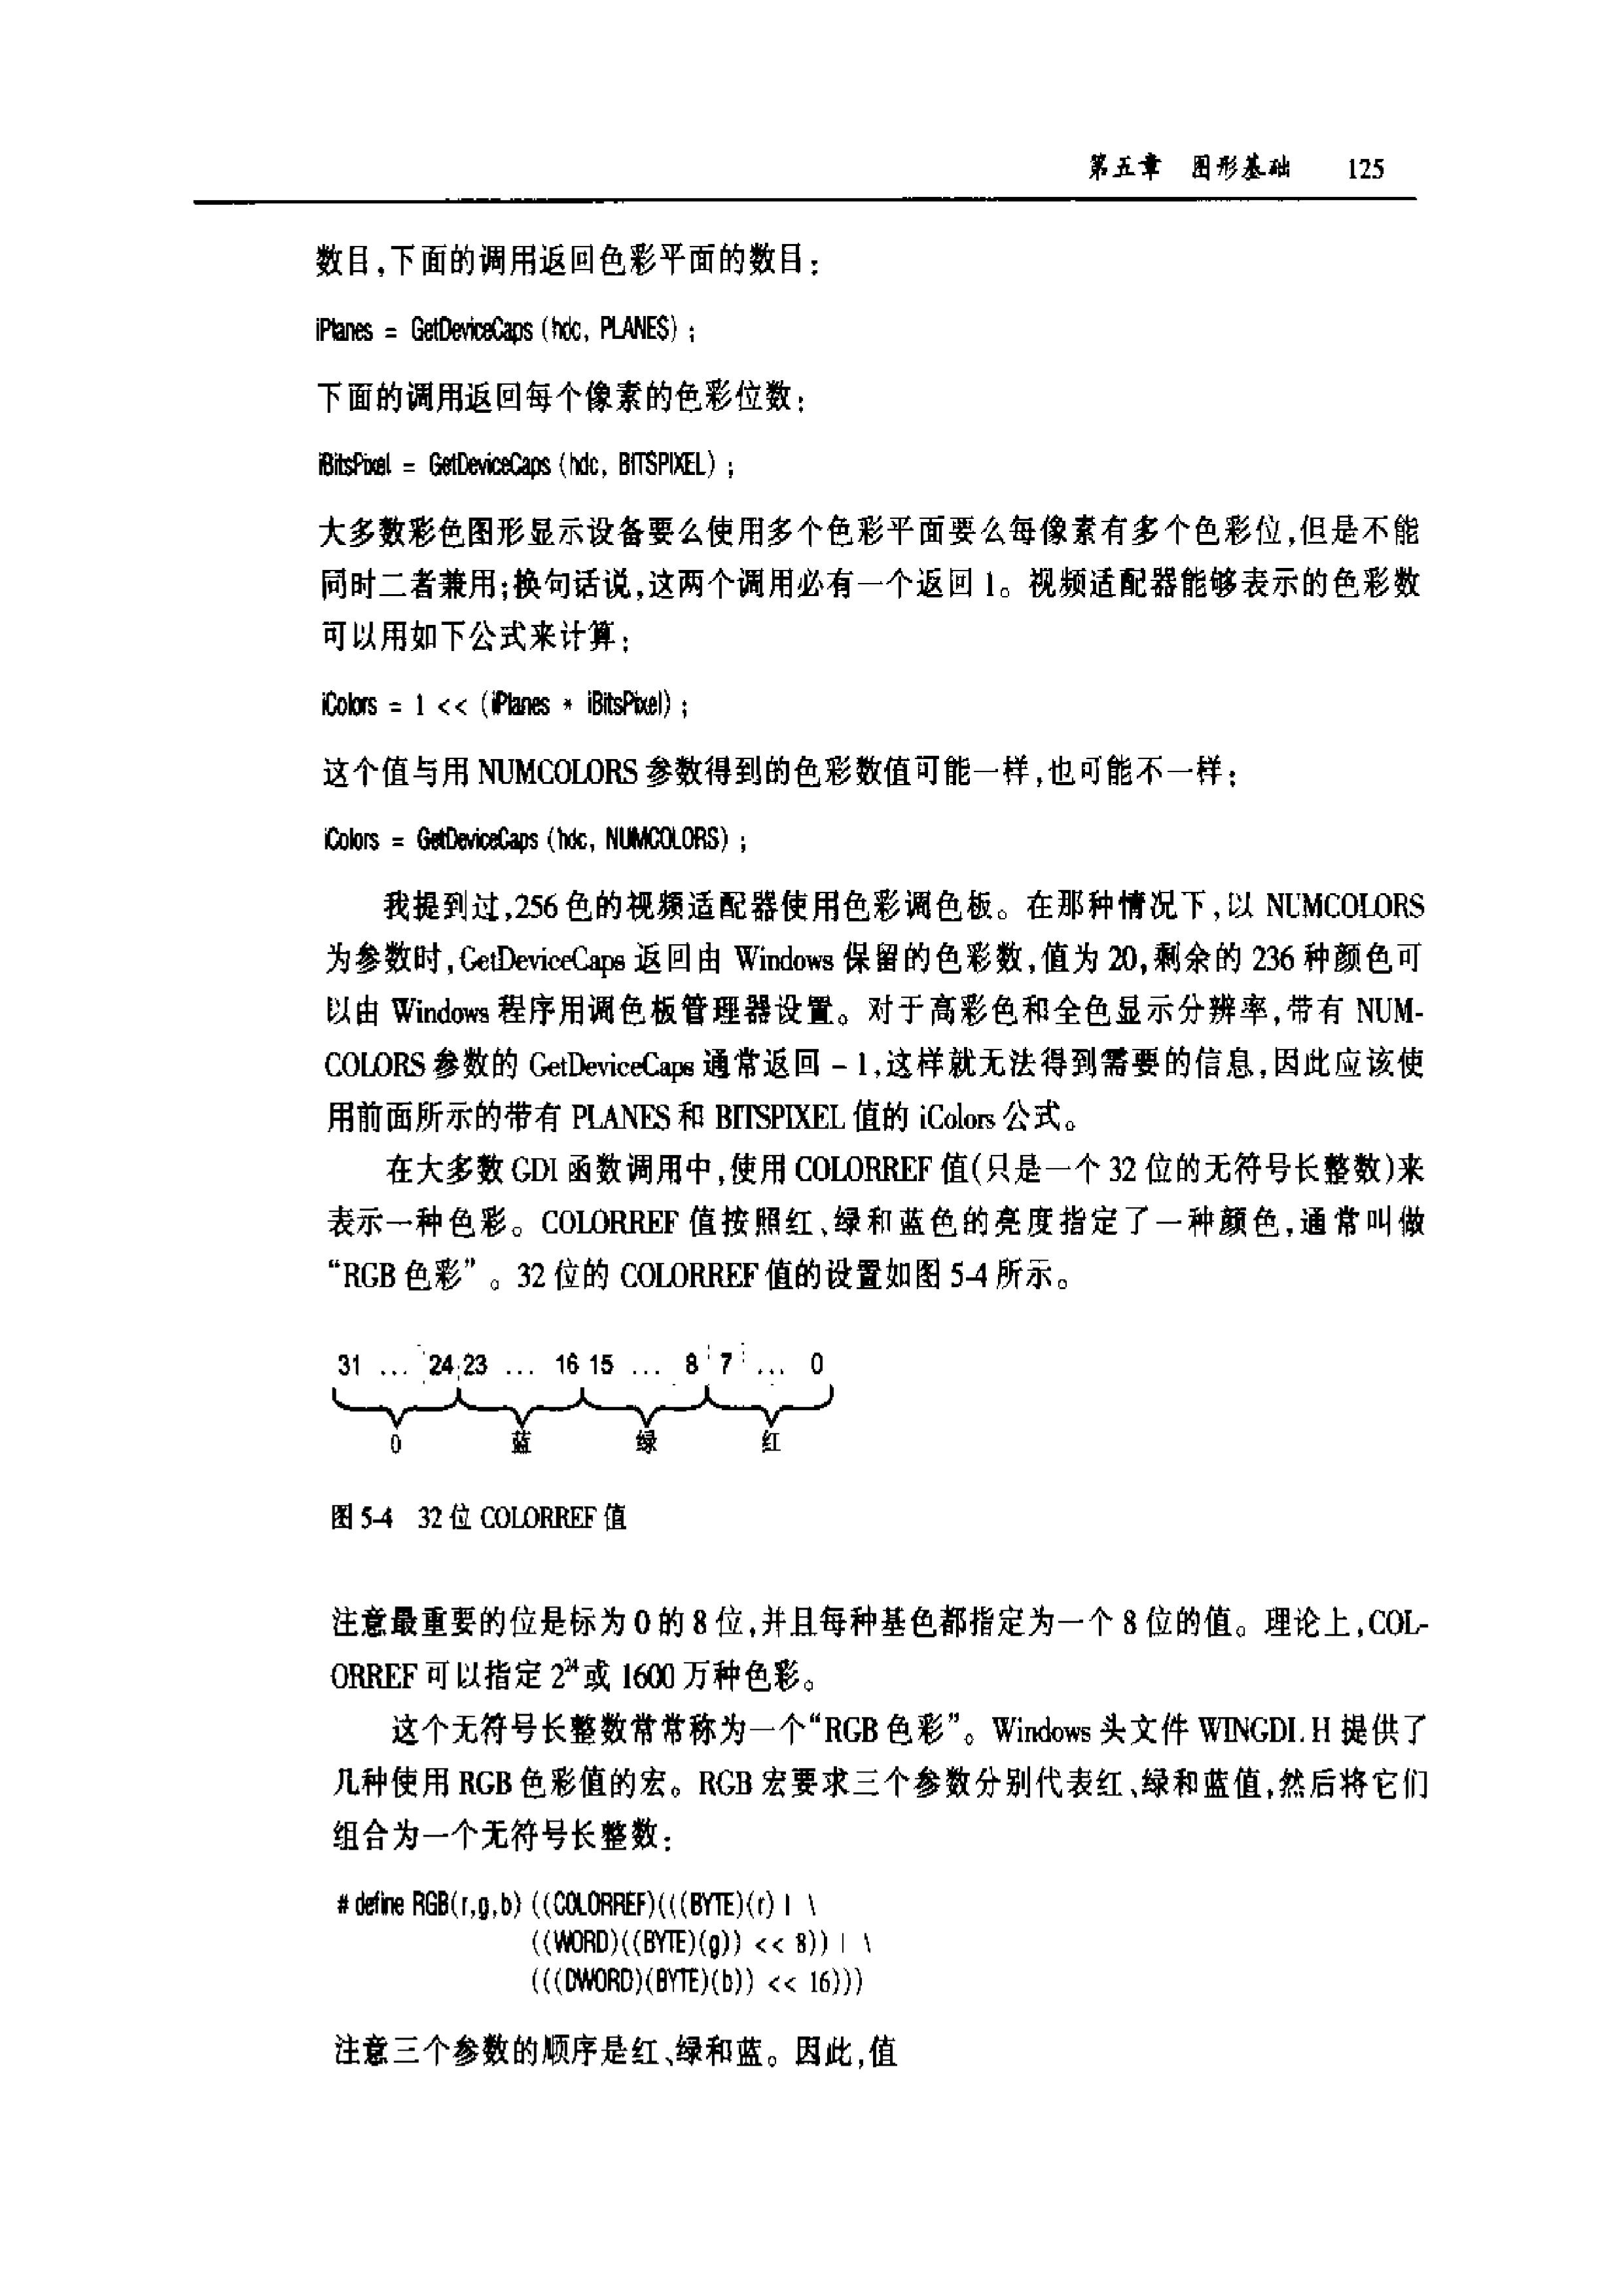 第五章 图形基础 125
数目,下面的调用返回色彩平面的数目:
iPlanes = GetDeviceCaps (hdc, PLANES) ;
下面的调用返回每个像素的色彩位数:
iBitsPixel = GetDeviceCaps (hdc, BITSPIXEL) ;
大多数彩色图形显示设备要么使用多个色彩平面要么每像素有多个色彩位,但是不能
同时二者兼用;换句话说,这两个调用必有一个返回 1。视频适配器能够表示的色彩数
可以用如下公式来计算:
iColors = 1 << (iPlanes * iBitsPixel) ;
这个值与用 NUMCOLORS 参数得到的色彩数值可能一样,也可能不一样:
iColors = GetDeviceCaps (hdc, NUMCOLORS) ;
我提到过,256 色的视频适配器使用色彩调色板。在那种情况下,以 NUMCOLORS
为参数时,GetDeviceCaps 返回由 Windows 保留的色彩数,值为 20,剩余的 236 种颜色可
以由 Windows 程序用调色板管理器设置。对于高彩色和全色显示分辨率,带有 NUM-
COLORS 参数的 GetDeviceCaps 通常返回 - 1,这样就无法得到需要的信息,因此应该使
用前面所示的带有 PLANES 和 BITSPIXEL 值的 iColors 公式。
在大多数 GDI 函数调用中,使用 COLORREF 值(只是一个 32 位的无符号长整数)来
表示一种色彩。COLORREF 值按照红、绿和蓝色的亮度指定了一种颜色,通常叫做
“RGB 色彩”。32 位的 COLORREF 值的设置如图 5-4 所示。
31 ... 24 23 ... 16 15 ... 8 7 ... 0
0 蓝 绿 红
图 5-4 32 位 COLORREF 值
注意最重要的位是标为 0 的 8 位,并且每种基色都指定为一个 8 位的值。理论上,COL-
ORREF 可以指定 2²⁴ 或 1600 万种色彩。
这个无符号长整数常常称为一个“RGB 色彩”。Windows 头文件 WINGDI.H 提供了
几种使用 RGB 色彩值的宏。RGB 宏要求三个参数分别代表红、绿和蓝值,然后将它们
组合为一个无符号长整数:
# define RGB(r,g,b) ((COLORREF)(((BYTE)(r) | \
((WORD)((BYTE)(g)) << 8)) | \
(((DWORD)(BYTE)(b)) << 16)))
注意三个参数的顺序是红、绿和蓝。因此,值